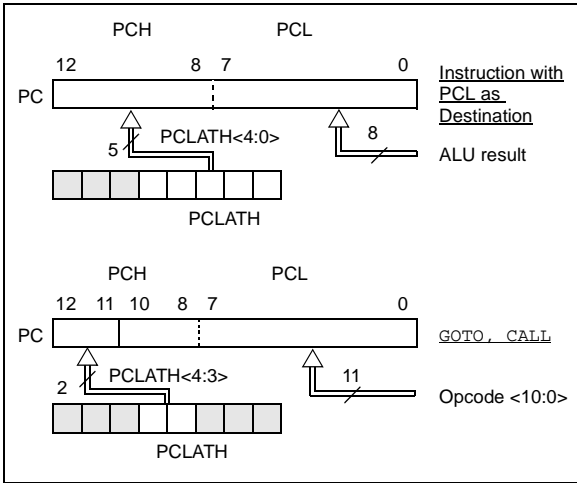 PCH PCL
12 8 7 0
PC
Instruction with
PCL as
Destination
5 PCLATH<4:0> 8
ALU result
PCLATH
PCH PCL
12 11 10 8 7 0
PC GOTO, CALL
2 PCLATH<4:3> 11
Opcode <10:0>
PCLATH